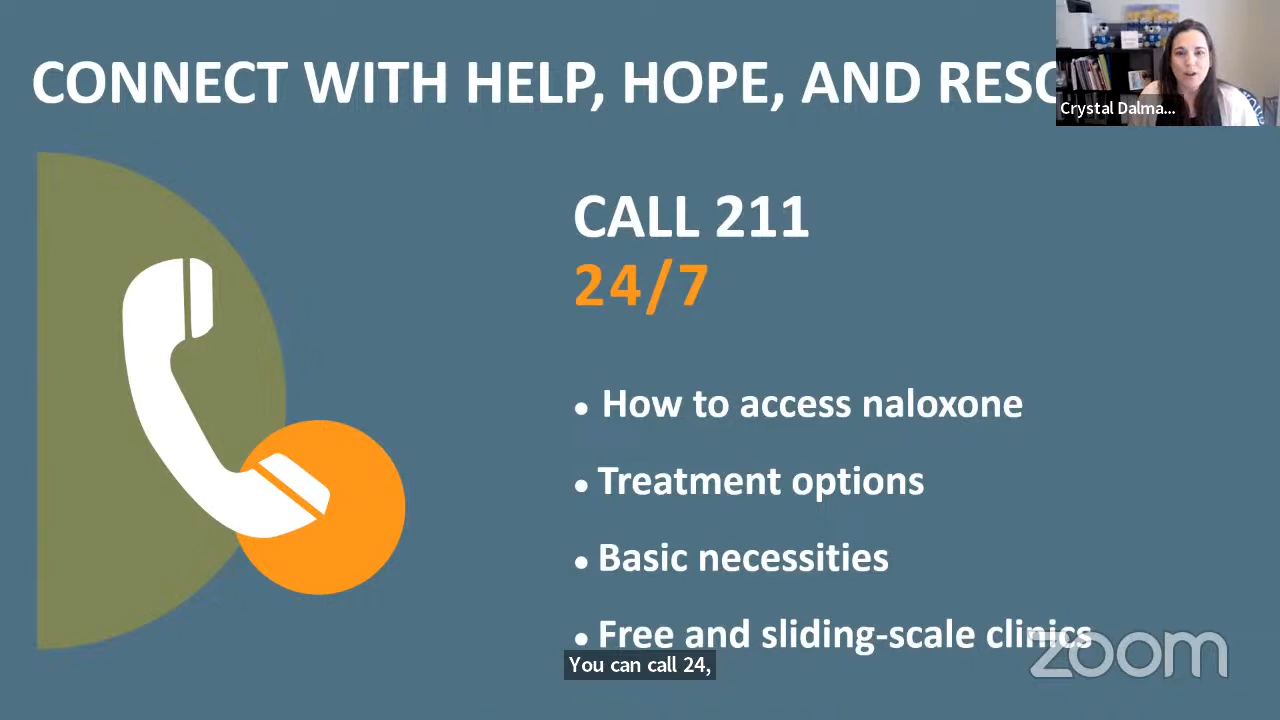 CONNECT WITH HELP, HOPE, AND RESO
Crystal Dalma...
CALL 211
24/7
• How to access naloxone
• Treatment options
• Basic necessities
• Free and sliding-scale clinics
You can call 24,
zoom